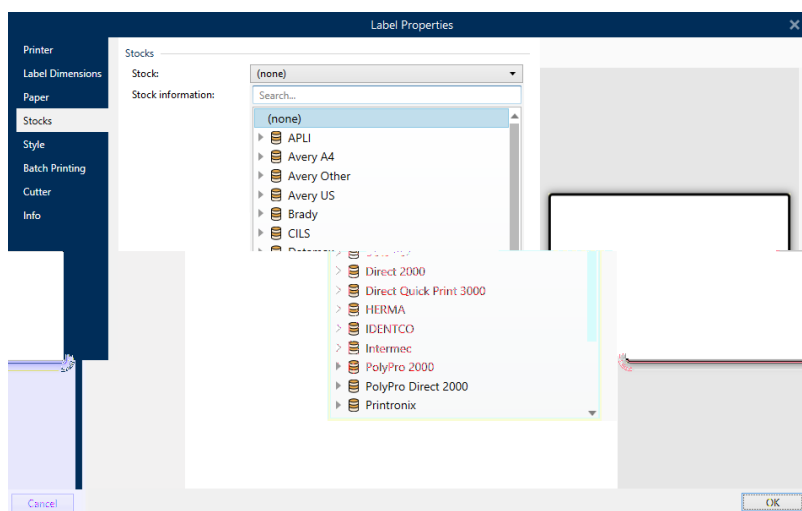 Label Properties
Printer
Label Dimensions
Paper
Stocks
Style
Batch Printing
Cutter
Info
Stocks
Stock:
(none)
Stock information:
Search...
(none)
APLI
Avery A4
Avery Other
Avery US
Brady
CILS
Direct 2000
Direct Quick Print 3000
HERMA
IDENTCO
Intermec
PolyPro 2000
PolyPro Direct 2000
Printronix
Cancel
OK